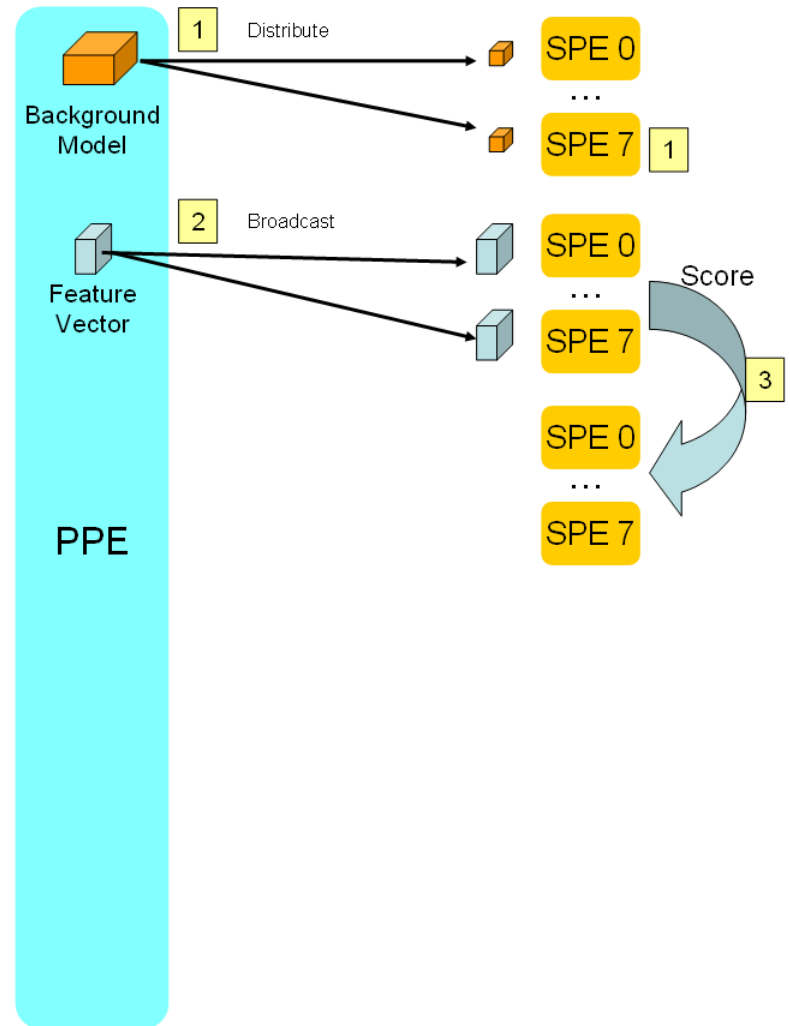 1 Distribute
SPE 0
...
Background
Model
SPE 7
1
2 Broadcast
SPE 0
Feature
Vector
...
SPE 7
Score
3
SPE 0
...
SPE 7
PPE